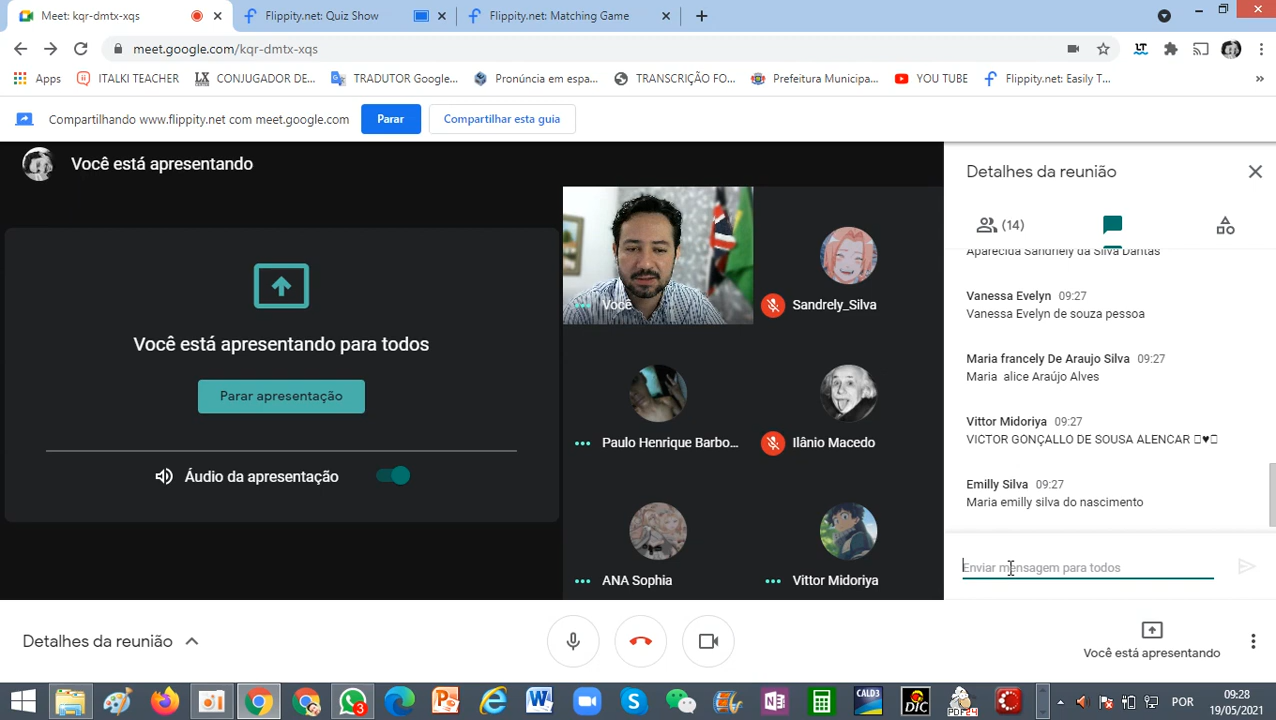 Meet: kqr-dmtx-xqs
Flippity.net: Quiz Show
Flippity.net: Matching Game
meet.google.com/kqr-dmtx-xqs
LT
Apps
ITALKI TEACHER
LX CONJUGADOR DE...
TRADUTOR Google...
Pronúncia em espa...
TRANSCRIÇÃO FO...
Prefeitura Municipa...
YOU TUBE
Flippity.net: Easily T...
»
Compartilhando www.flippity.net com meet.google.com
Parar
Compartilhar esta guia
Você está apresentando
Você está apresentando para todos
Parar apresentação
Áudio da apresentação
Você
Sandrely_Silva
Paulo Henrique Barbo...
Ilânio Macedo
ANA Sophia
Vittor Midoriya
Detalhes da reunião
(14)
Aparecida Sandriely da Silva Dantas
Vanessa Evelyn 09:27
Vanessa Evelyn de souza pessoa
Maria francely De Araujo Silva 09:27
Maria alice Araújo Alves
Vittor Midoriya 09:27
VICTOR GONÇALLO DE SOUSA ALENCAR □♥□
Emilly Silva 09:27
Maria emilly silva do nascimento
Enviar mensagem para todos
Detalhes da reunião
Você está apresentando
3
CALD3
DIC
PDF24
POR
09:28
19/05/2021